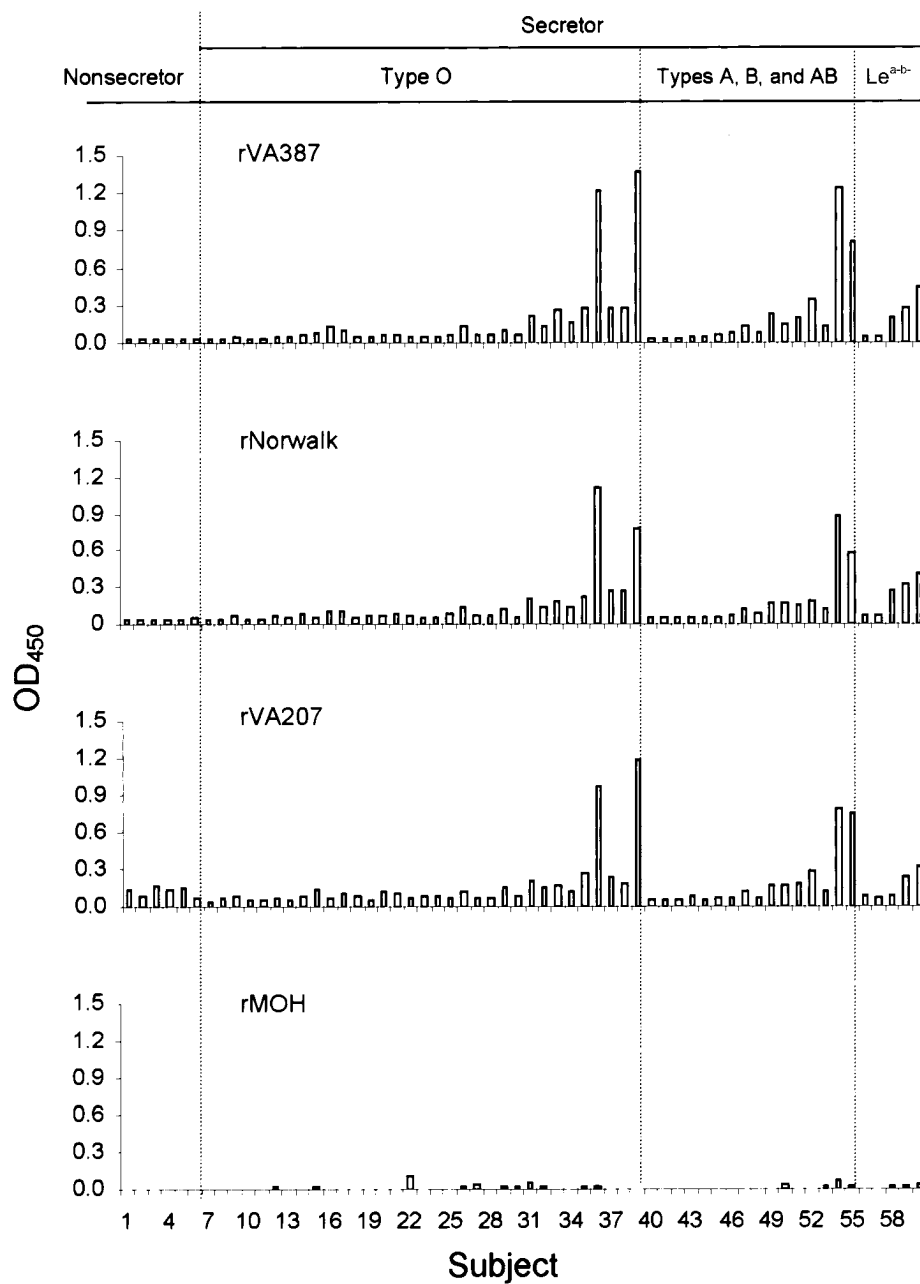 Secretor
Nonsecretor Type O Types A, B, and AB Le^a-b-
rVA387
1.5
1.2
0.9
0.6
0.3
0.0
rNorwalk
1.5
1.2
0.9
0.6
0.3
0
OD450
rVA207
1.5
1.2
0.9
0.6
0.3
0.0
rMOH
1.5
1.2
0.9
0.6
0.3
0.0
1 4 7 10 13 16 19 22 25 28 31 34 37 40 43 46 49 52 55 58
Subject